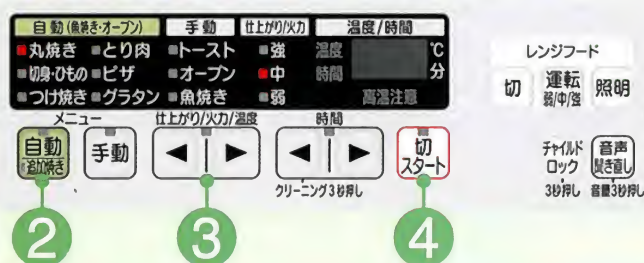 自動(魚焼き・オーブン) 手動 仕上がり/火力 温度/時間
丸焼き とり肉 トースト 強 温度 ℃
切身・ひもの ピザ オーブン 中 時間 分
つけ焼き グラタン 魚焼き 弱 高温注意
メニュー 仕上がり/火力/温度 時間
自動 手動 切
追加焼き スタート
クリーニング3秒押し
2 3 4
レンジフード
切 運転 照明
弱/中/強
チャイルド 音声
ロック 聞き直し
3秒押し 音量3秒押し